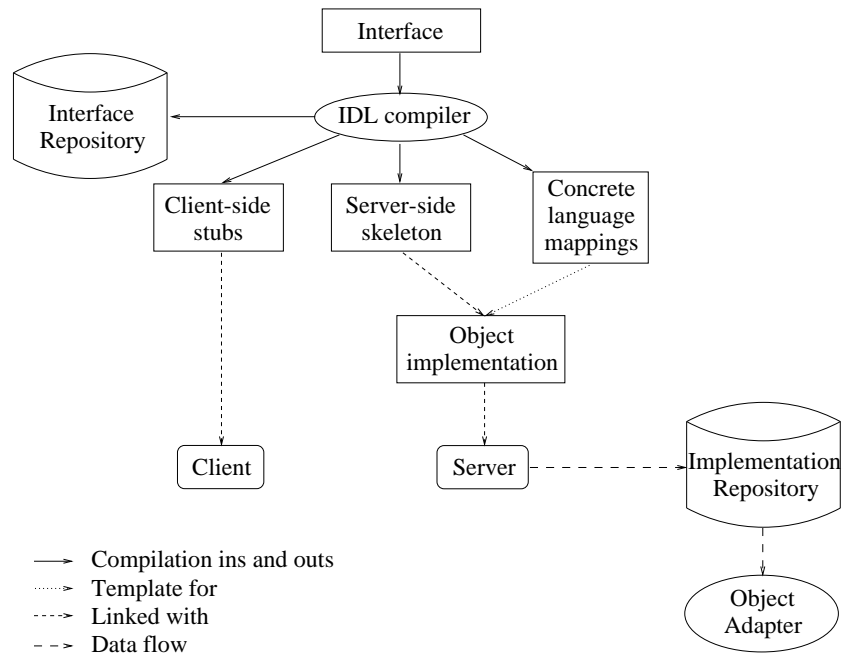 Interface
Interface
Repository
IDL compiler
Client-side
stubs
Server-side
skeleton
Concrete
language
mappings
Object
implementation
Client
Server
Implementation
Repository
Compilation ins and outs
Template for
Linked with
Data flow
Object
Adapter